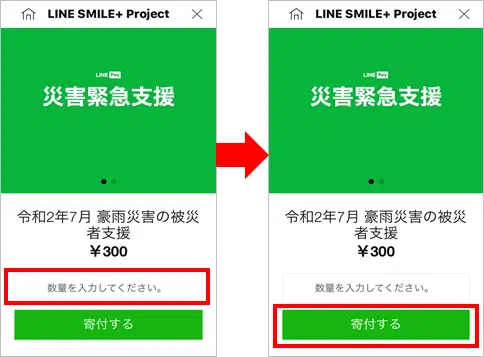 LINE SMILE+ Project
LINE Pay
災害緊急支援
令和2年7月 豪雨災害の被災
者支援
￥300
数量を入力してください。
寄付する
LINE SMILE+ Project
LINE Pay
災害緊急支援
令和2年7月 豪雨災害の被災
者支援
￥300
数量を入力してください。
寄付する